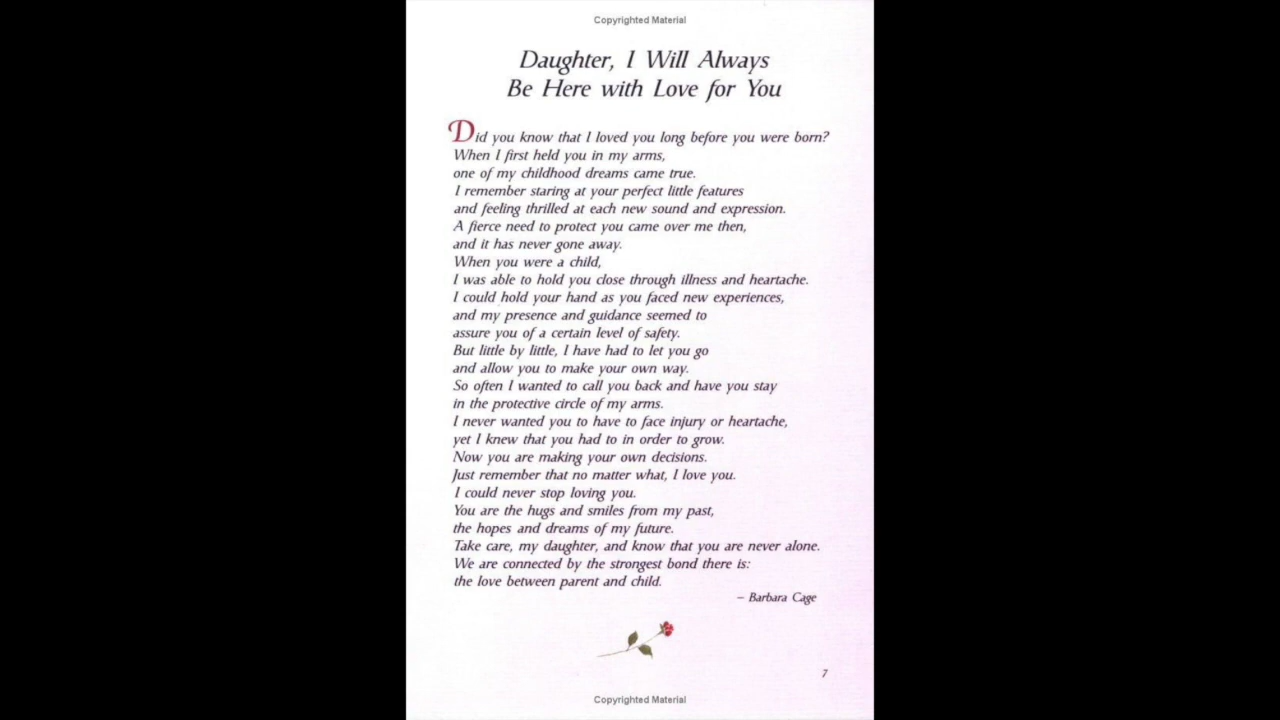 Copyrighted Material
Daughter, I Will Always
Be Here with Love for You
Did you know that I loved you long before you were born?
When I first held you in my arms,
one of my childhood dreams came true.
I remember staring at your perfect little features
and feeling thrilled at each new sound and expression.
A fierce need to protect you came over me then,
and it has never gone away.
When you were a child,
I was able to hold you close through illness and heartache.
I could hold your hand as you faced new experiences,
and my presence and guidance seemed to
assure you of a certain level of safety.
But little by little, I have had to let you go
and allow you to make your own way.
So often I wanted to call you back and have you stay
in the protective circle of my arms.
I never wanted you to have to face injury or heartache,
yet I knew that you had to in order to grow.
Now you are making your own decisions.
Just remember that no matter what, I love you.
I could never stop loving you.
You are the hugs and smiles from my past,
the hopes and dreams of my future.
Take care, my daughter, and know that you are never alone.
We are connected by the strongest bond there is:
the love between parent and child.
– Barbara Cage
7
Copyrighted Material